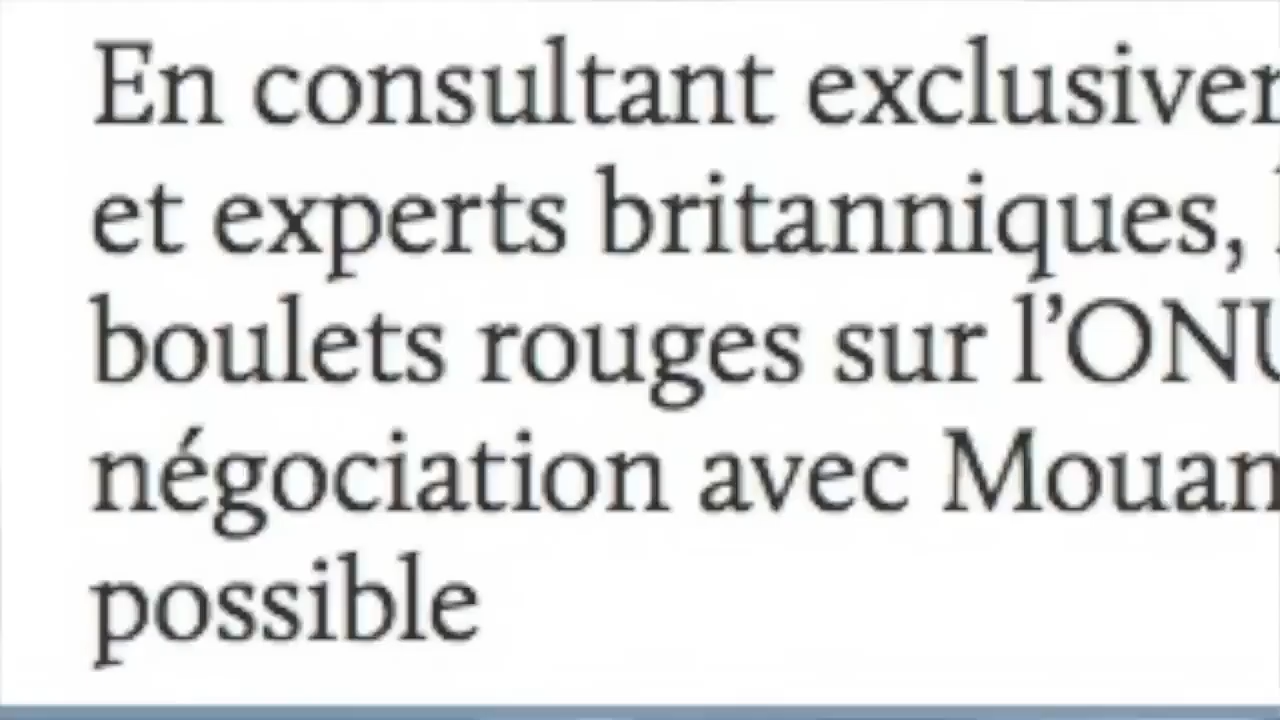 En consultant exclusiver
et experts britanniques,
boulets rouges sur l’ONU
négociation avec Mouan
possible